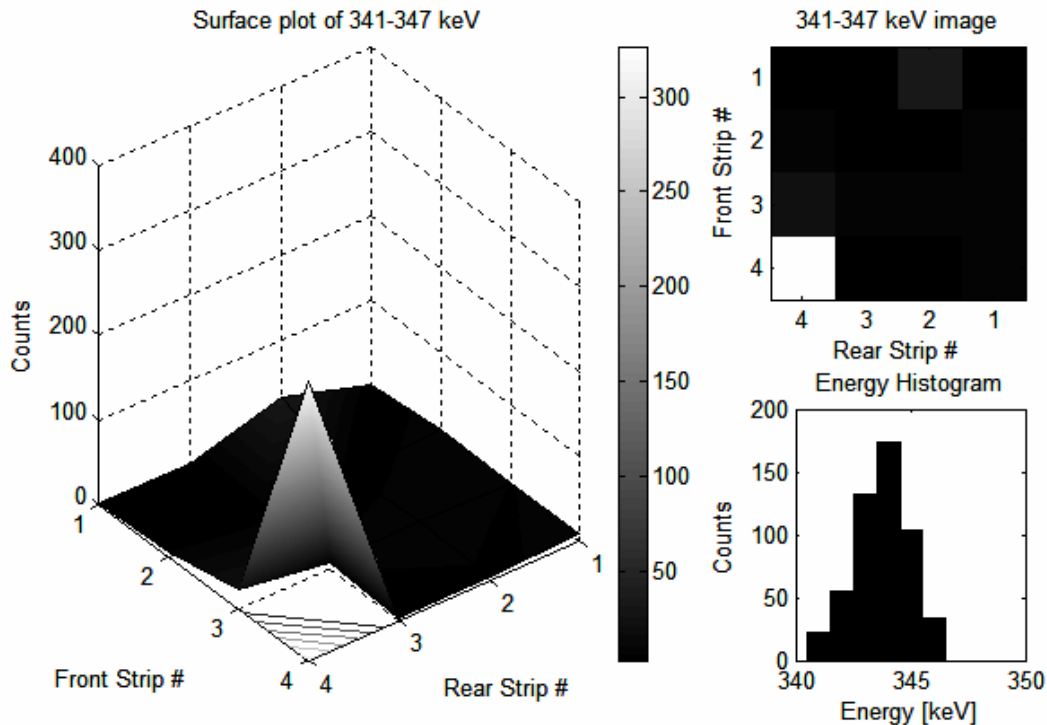 Surface plot of 341-347 keV
400
300
200
100
0
Counts
1
2
3
4
Front Strip #
4
3
2
1
Rear Strip #
300
250
200
150
100
50
341-347 keV image
1
2
3
4
Front Strip #
4 3 2 1
Rear Strip #
Energy Histogram
200
150
100
50
0
Counts
340 345 350
Energy [keV]